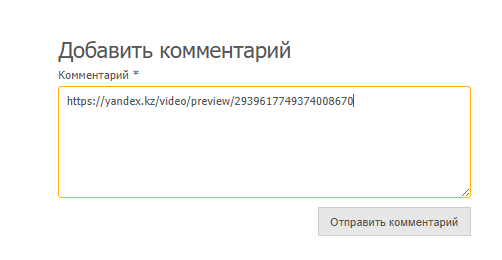 Добавить комментарий
Комментарий *
https://yandex.kz/video/preview/2939617749374008670
Отправить комментарий